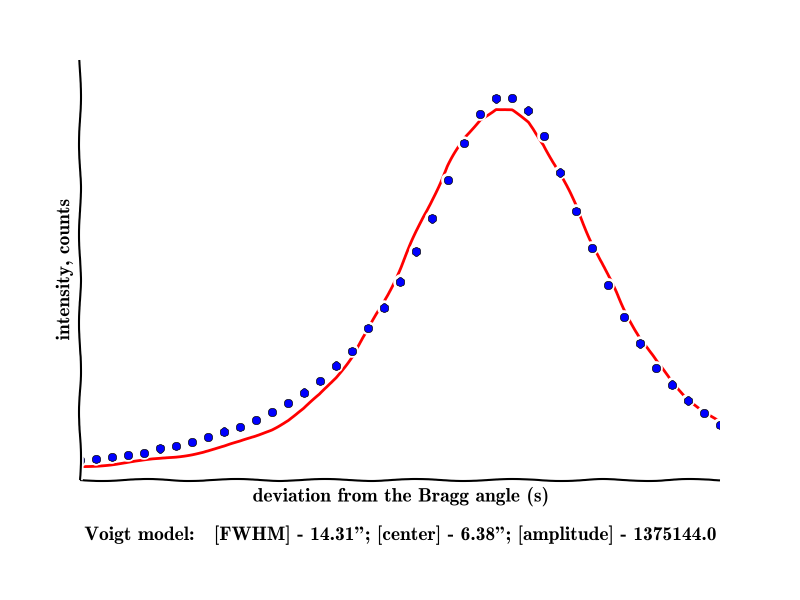 intensity, counts
deviation from the Bragg angle (s)
Voigt model: [FWHM] - 14.31”; [center] - 6.38”; [amplitude] - 1375144.0